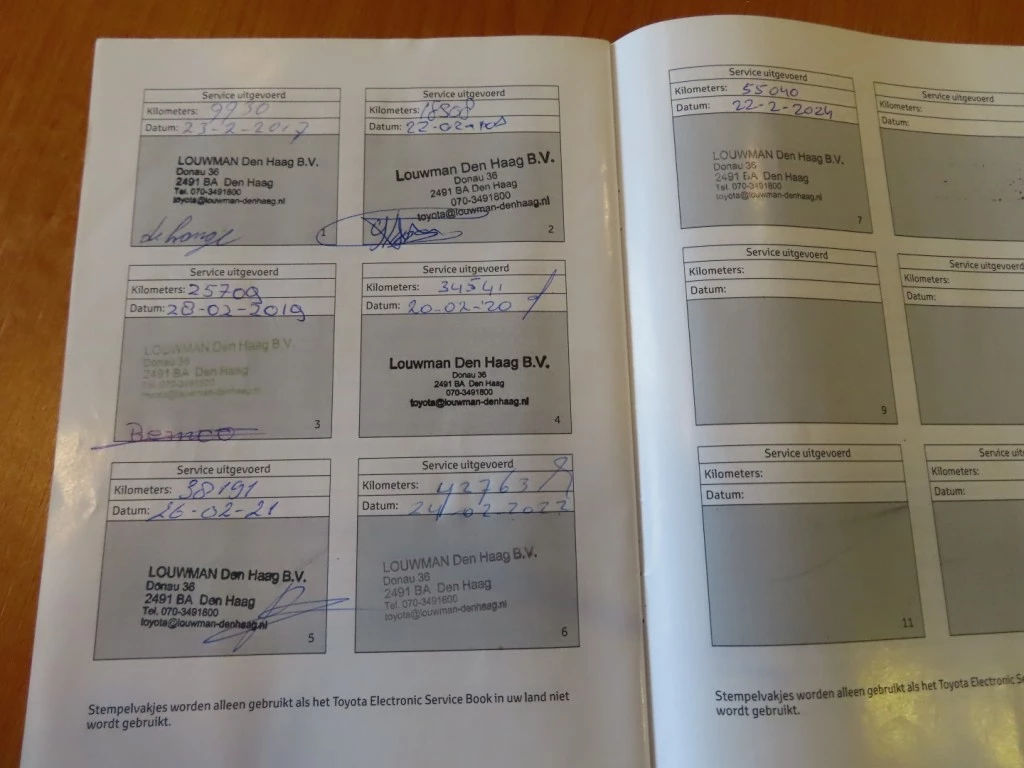 Service uitgevoerd
Kilometers: 9930
Datum: 23-2-2017
LOUWMAN Den Haag B.V.
Donau 36
2491 BA Den Haag
Tel. 070-3491800
toyota@louwman-denhaag.nl
1
Service uitgevoerd
Kilometers: 18508
Datum: 22-02-
Louwman Den Haag B.V.
Donau 36
2491 BA Den Haag
070-3491800
toyota@louwman-denhaag.nl
2
Service uitgevoerd
Kilometers: 25709
Datum: 28-02-2019
LOUWMAN Den Haag B.V.
Donau 36
2491 BA Den Haag
Tel. 070-3491800
toyota@louwman-denhaag.nl
Remco
3
Service uitgevoerd
Kilometers: 34541
Datum: 20-02-'20
Louwman Den Haag B.V.
Donau 36
2491 BA Den Haag
070-3491800
toyota@louwman-denhaag.nl
4
Service uitgevoerd
Kilometers: 38191
Datum: 26-02-21
LOUWMAN Den Haag B.V.
Donau 36
2491 BA Den Haag
Tel. 070-3491800
toyota@louwman-denhaag.nl
5
Service uitgevoerd
Kilometers: 42763
Datum: 24 02 2022
LOUWMAN Den Haag B.V.
Donau 36
2491 BA Den Haag
Tel. 070-3491800
toyota@louwman-denhaag.nl
6
Stempelvakjes worden alleen gebruikt als het Toyota Electronic Service Book in uw land niet
wordt gebruikt.
Service uitgevoerd
Kilometers: 55040
Datum: 22-2-2024
LOUWMAN Den Haag B.V.
Donau 36
2491 BA Den Haag
Tel. 070-3491800
toyota@louwman-denhaag.nl
7
Service uitgevoerd
Kilometers:
Datum:
Service uitgevoerd
Kilometers:
Datum:
9
Service uitgevoerd
Kilometers:
Datum:
Service uitgevoerd
Kilometers:
Datum:
11
Service
Kilometers:
Datum:
Stempelvakjes worden alleen gebruikt als het Toyota Electronic
wordt gebruikt.